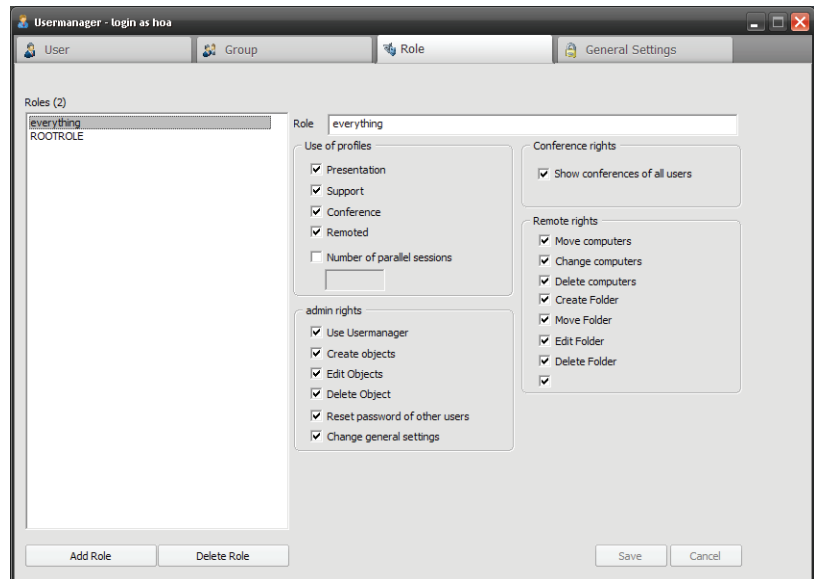 Usermanager - login as hoa
User
Group
Role
General Settings
Roles (2)
everything
ROOTROLE
Role everything
Use of profiles
Presentation
Support
Conference
Remoted
Number of parallel sessions
admin rights
Use Usermanager
Create objects
Edit Objects
Delete Object
Reset password of other users
Change general settings
Conference rights
Show conferences of all users
Remote rights
Move computers
Change computers
Delete computers
Create Folder
Move Folder
Edit Folder
Delete Folder
Add Role
Delete Role
Save
Cancel